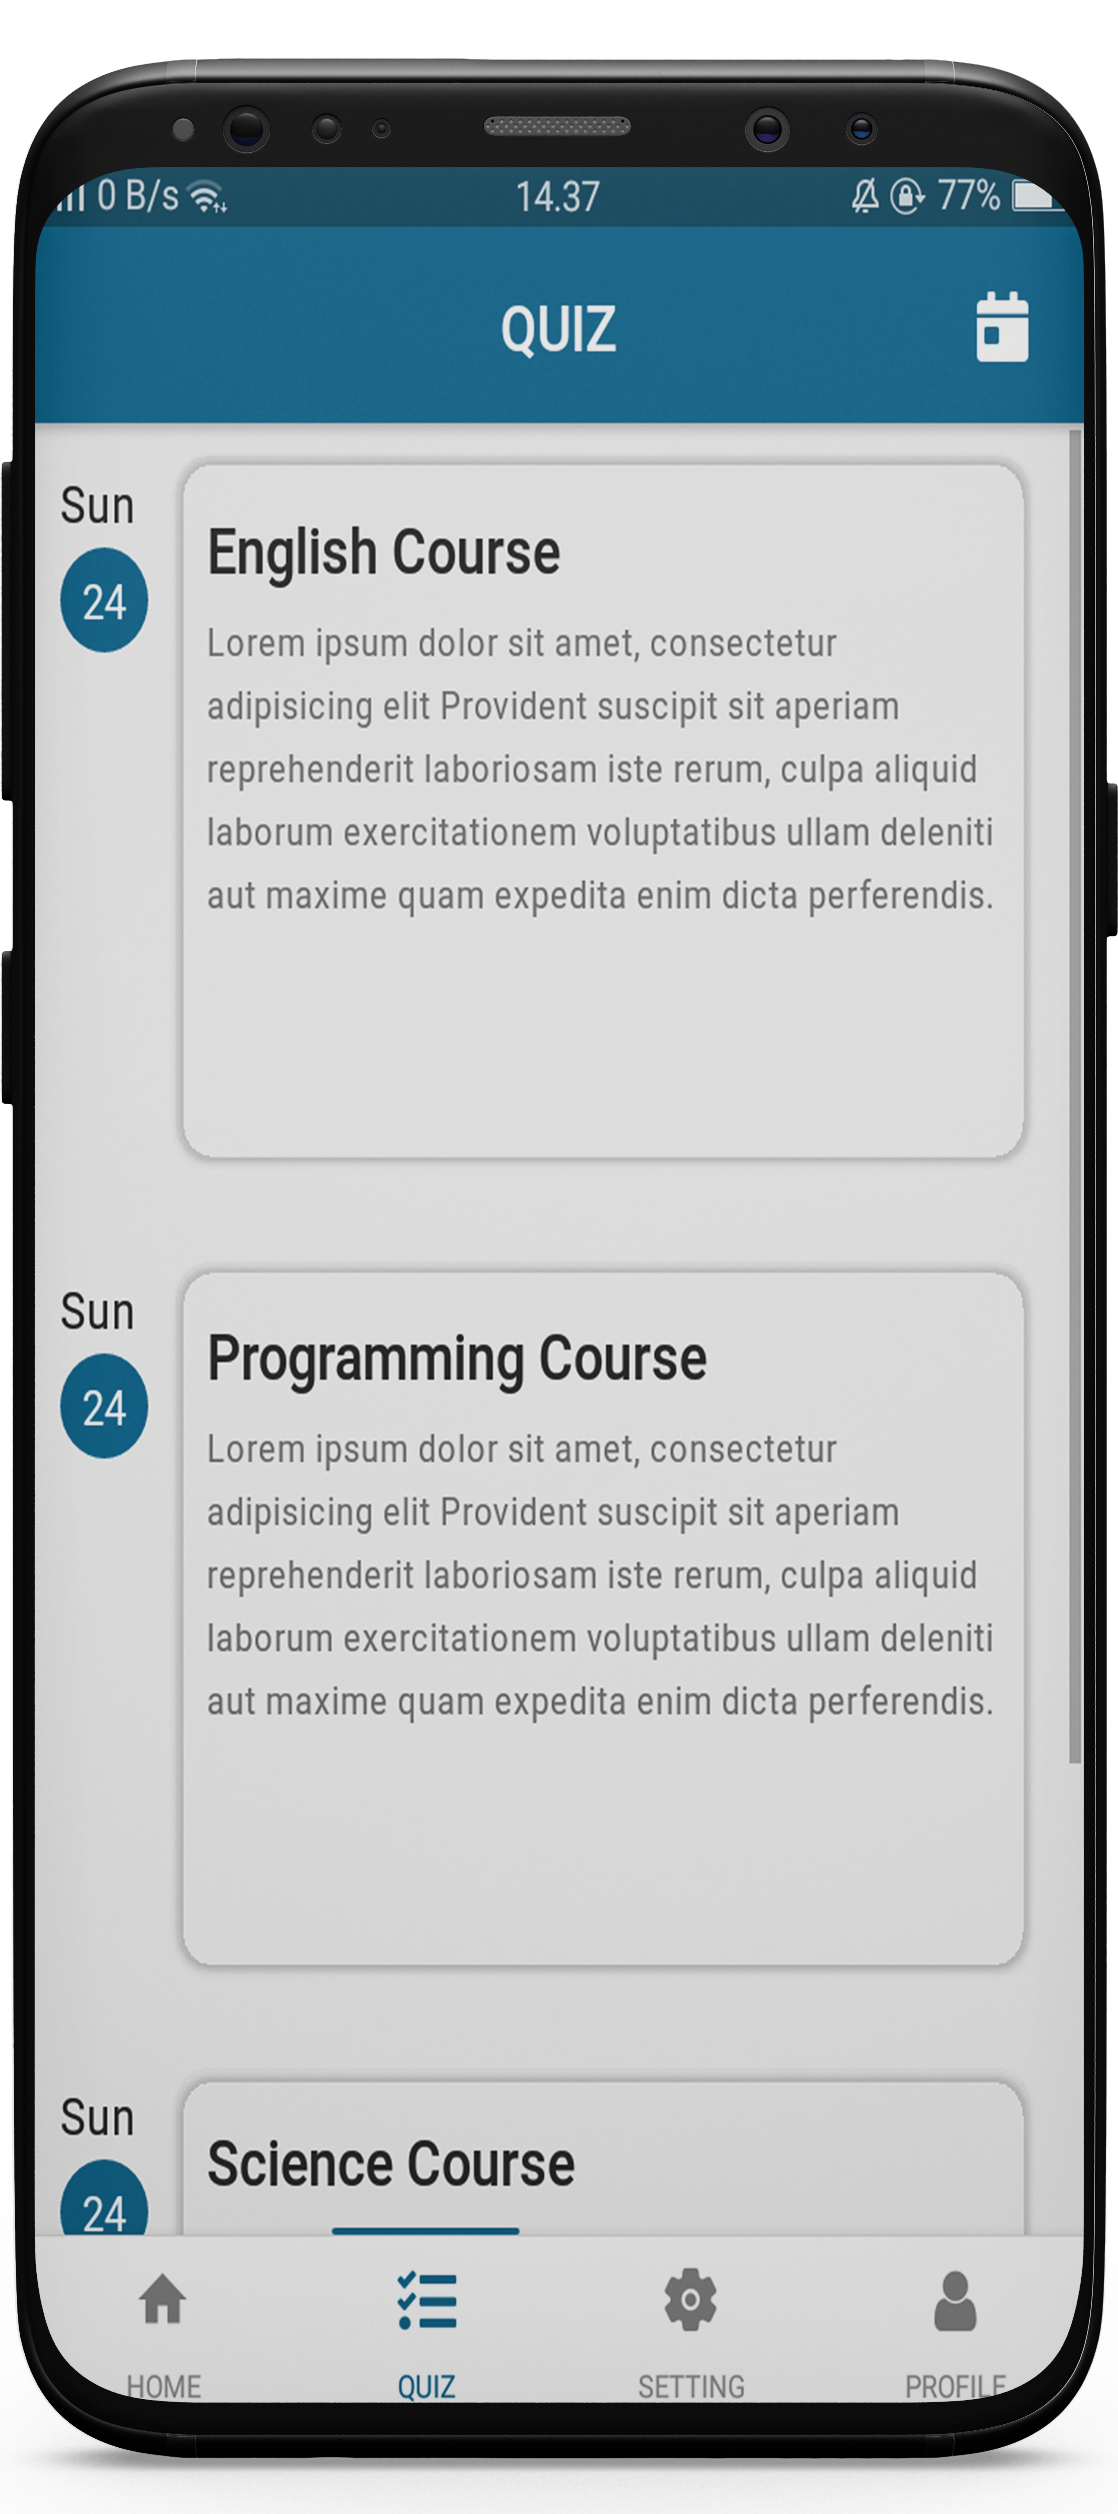 0 B/s 14.37 77%
QUIZ
Sun
24
English Course
Lorem ipsum dolor sit amet, consectetur
adipisicing elit Provident suscipit sit aperiam
reprehenderit laboriosam iste rerum, culpa aliquid
laborum exercitationem voluptatibus ullam deleniti
aut maxime quam expedita enim dicta perferendis.
Sun
24
Programming Course
Lorem ipsum dolor sit amet, consectetur
adipisicing elit Provident suscipit sit aperiam
reprehenderit laboriosam iste rerum, culpa aliquid
laborum exercitationem voluptatibus ullam deleniti
aut maxime quam expedita enim dicta perferendis.
Sun
24
Science Course
HOME QUIZ SETTING PROFILE